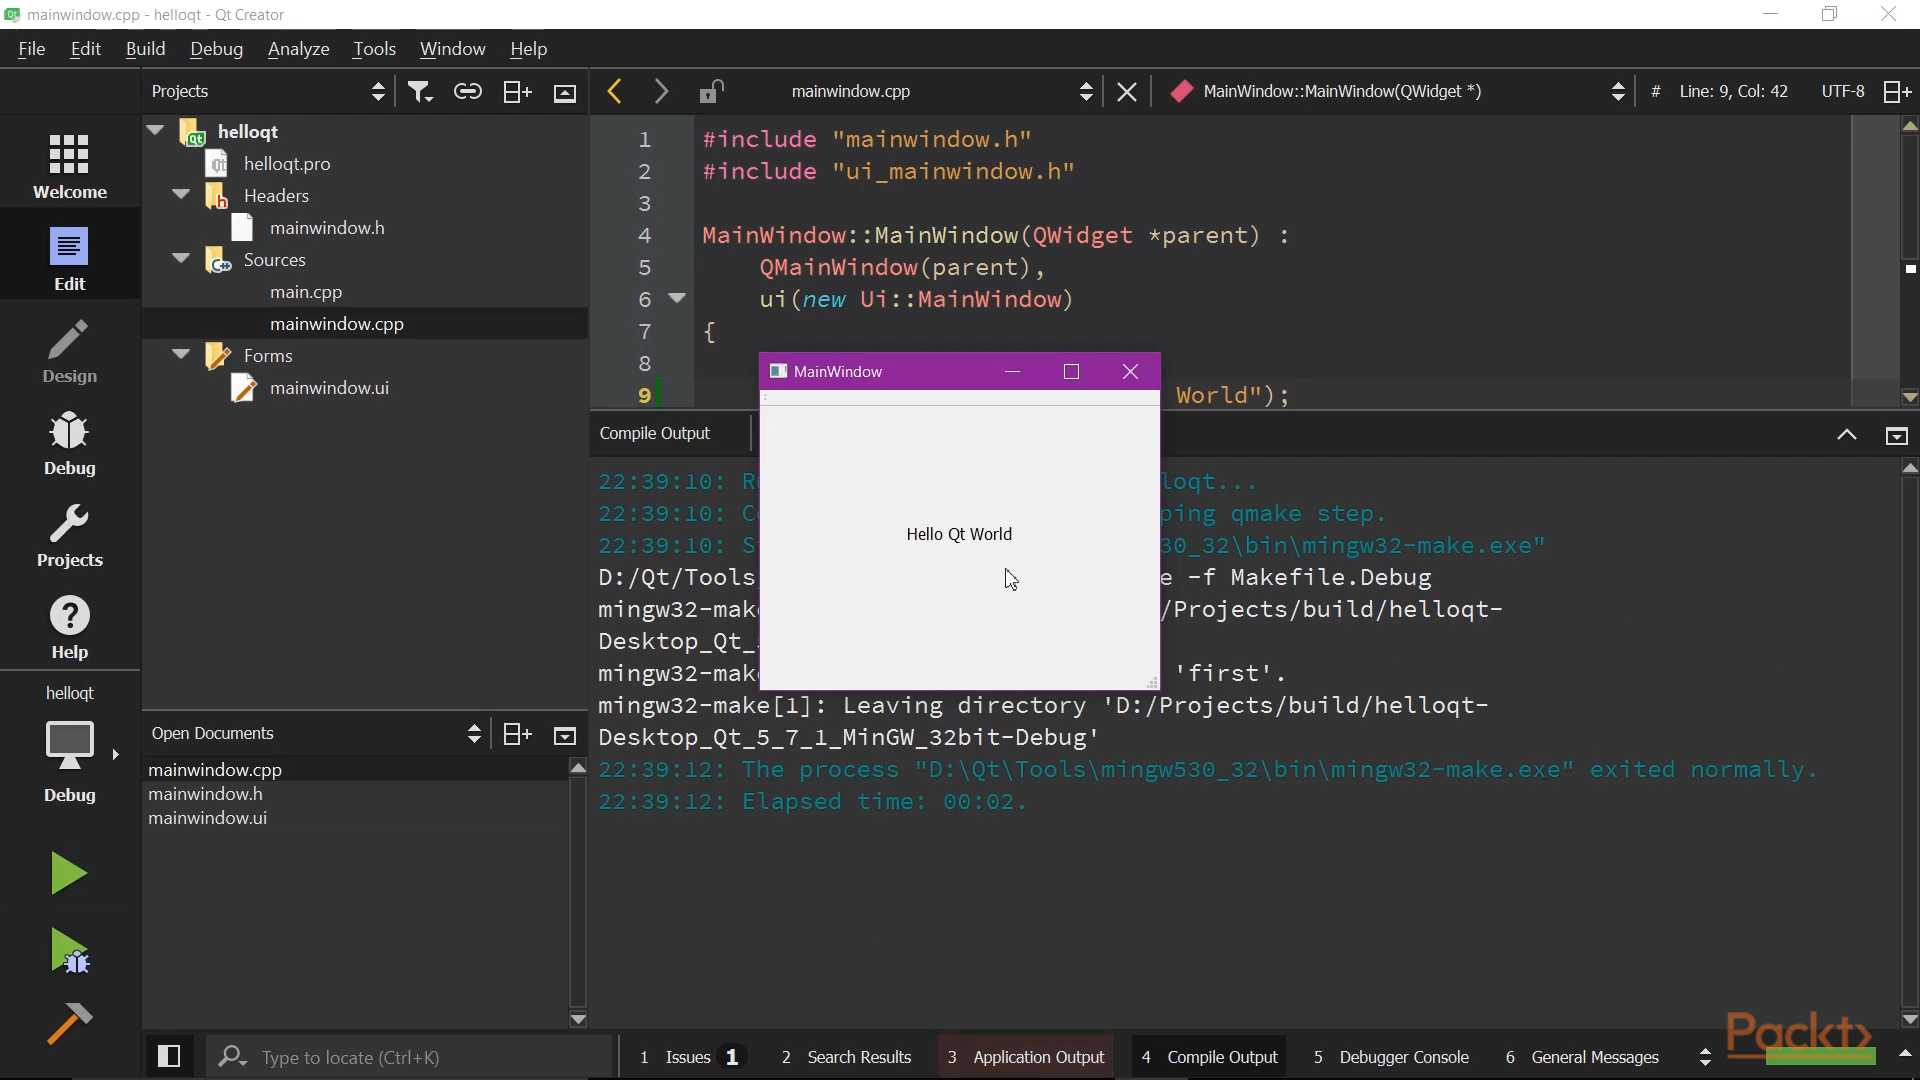 mainwindow.cpp - helloqt - Qt Creator
File Edit Build Debug Analyze Tools Window Help
Projects
mainwindow.cpp
MainWindow::MainWindow(QWidget *)
# Line: 9, Col: 42
UTF-8
Welcome
Edit
Design
Debug
Projects
Help
helloqt
Debug
helloqt
helloqt.pro
Headers
mainwindow.h
Sources
main.cpp
mainwindow.cpp
Forms
mainwindow.ui
Open Documents
mainwindow.cpp
mainwindow.h
mainwindow.ui
1 #include "mainwindow.h"
2 #include "ui_mainwindow.h"
3
4 MainWindow::MainWindow(QWidget *parent) :
5 QMainWindow(parent),
6 ui(new Ui::MainWindow)
7 {
8
9 World");
MainWindow
Hello Qt World
Compile Output
22:39:10: loqt...
22:39:10: ping qmake step.
22:39:10: 30_32\bin\mingw32-make.exe"
D:/Qt/Tools e -f Makefile.Debug
mingw32-make /Projects/build/helloqt-
Desktop_Qt_
mingw32-mak 'first'.
mingw32-make[1]: Leaving directory 'D:/Projects/build/helloqt-
Desktop_Qt_5_7_1_MinGW_32bit-Debug'
22:39:12: The process "D:\Qt\Tools\mingw530_32\bin\mingw32-make.exe" exited normally.
22:39:12: Elapsed time: 00:02.
Type to locate (Ctrl+K)
1 Issues 1
2 Search Results
3 Application Output
4 Compile Output
5 Debugger Console
6 General Messages
Packt>